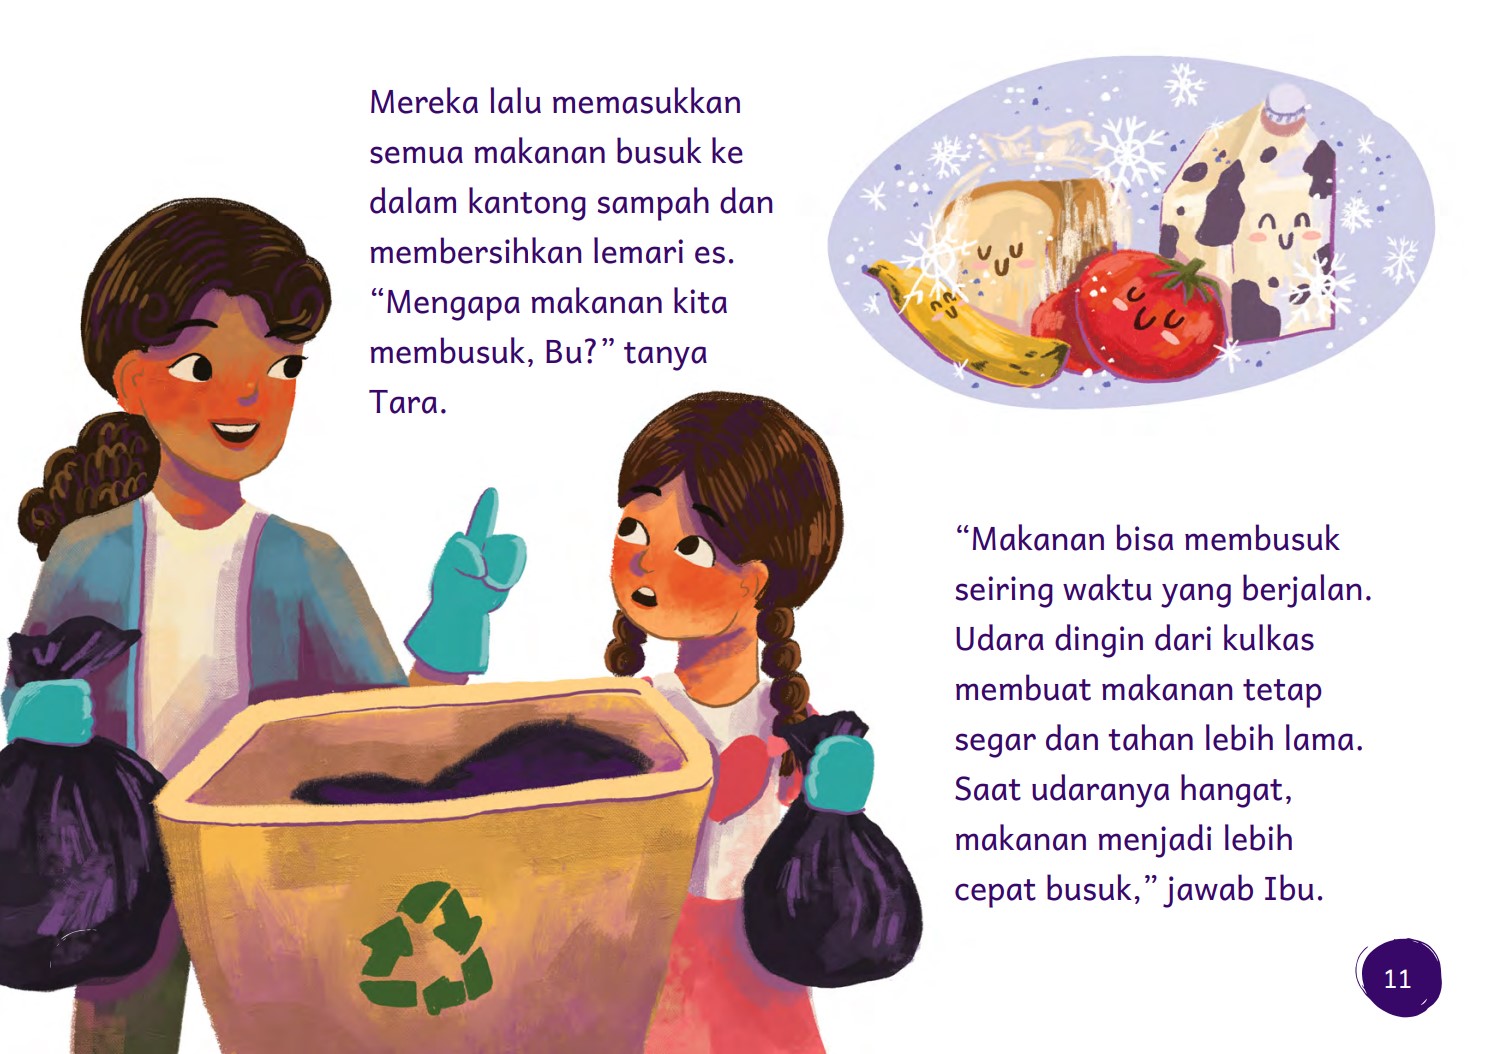 Mereka lalu memasukkan
semua makanan busuk ke
dalam kantong sampah dan
membersihkan lemari es.
“Mengapa makanan kita
membusuk, Bu?” tanya
Tara.
“Makanan bisa membusuk
seiring waktu yang berjalan.
Udara dingin dari kulkas
membuat makanan tetap
segar dan tahan lebih lama.
Saat udaranya hangat,
makanan menjadi lebih
cepat busuk,” jawab Ibu.
11